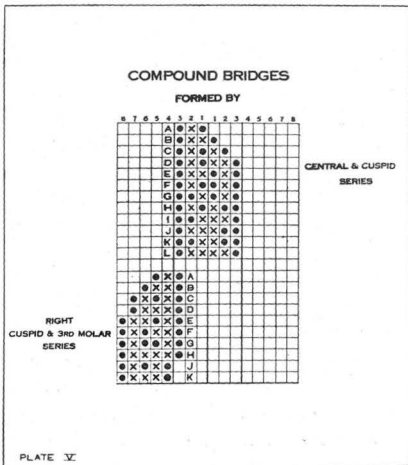 COMPOUND BRIDGES
FORMED BY
8 7 6 5 4 3 2 1 1 2 3 4 5 6 7 8
A
B
C
D
E
F
G
H
I
J
K
L
CENTRAL & CUSPID
SERIES
A
B
C
D
E
F
G
H
J
K
RIGHT
CUSPID & 3RD MOLAR
SERIES
PLATE V